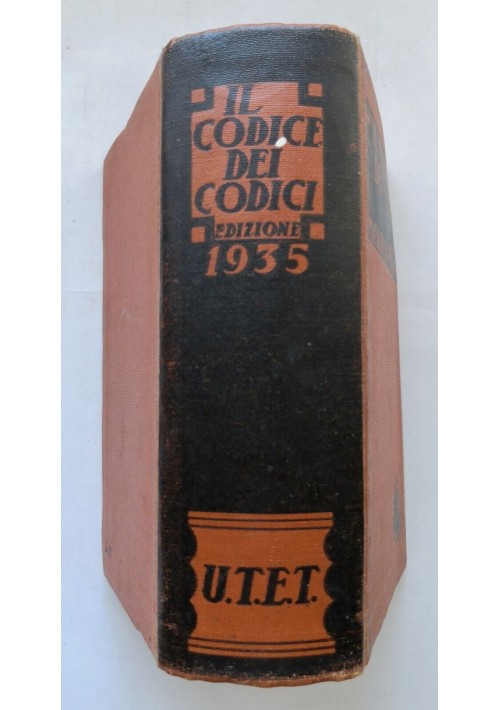 IL
CODICE
DEI
CODICI
EDIZIONE
1935
U.T.E.T.